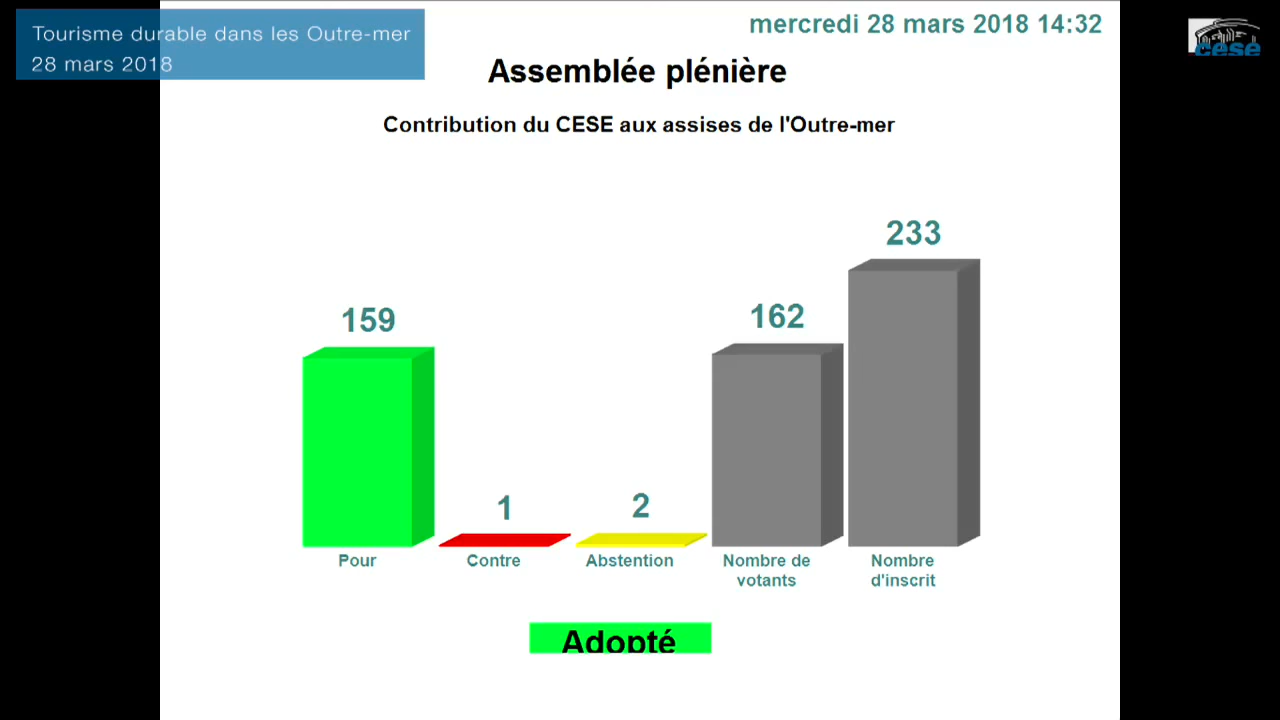 Tourisme durable dans les Outre-mer
28 mars 2018
mercredi 28 mars 2018 14:32
cese
Assemblée plénière
Contribution du CESE aux assises de l'Outre-mer
233
159
162
1
2
Pour
Contre
Abstention
Nombre de
votants
Nombre
d'inscrit
Adopté